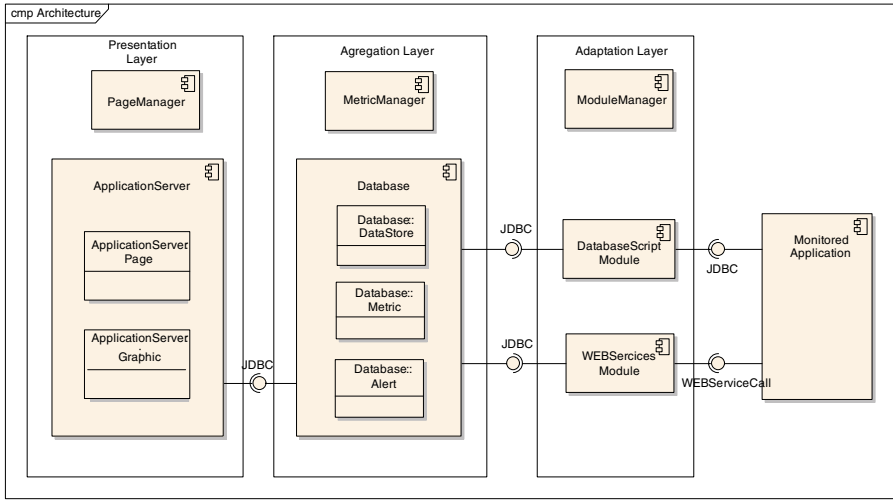 cmp Architecture
Presentation
Layer
PageManager
ApplicationServer
ApplicationServer:
Page
ApplicationServer
:
Graphic
JDBC
Agregation Layer
MetricManager
Database
Database::
DataStore
Database::
Metric
Database::
Alert
JDBC
JDBC
Adaptation Layer
ModuleManager
DatabaseScript
Module
WEBSercices
Module
JDBC
WEBServiceCall
Monitored
Application